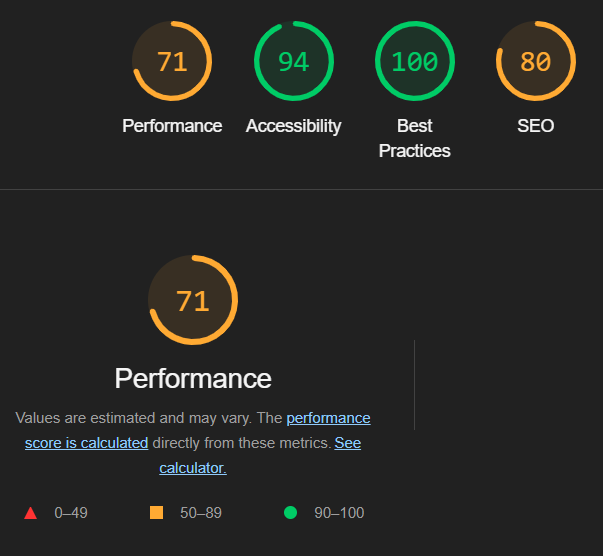 71 94 100 80
Performance Accessibility Best Practices SEO
71
Performance
Values are estimated and may vary. The performance
score is calculated directly from these metrics. See
calculator.
0–49 50–89 90–100